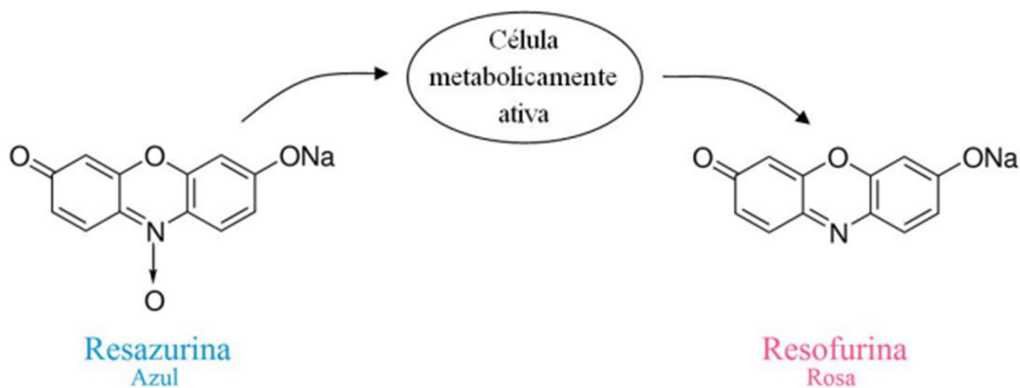 Célula
metabolicamente
ativa
O
O
ONa
N
O
Resazurina
Azul
O
O
ONa
N
Resofurina
Rosa